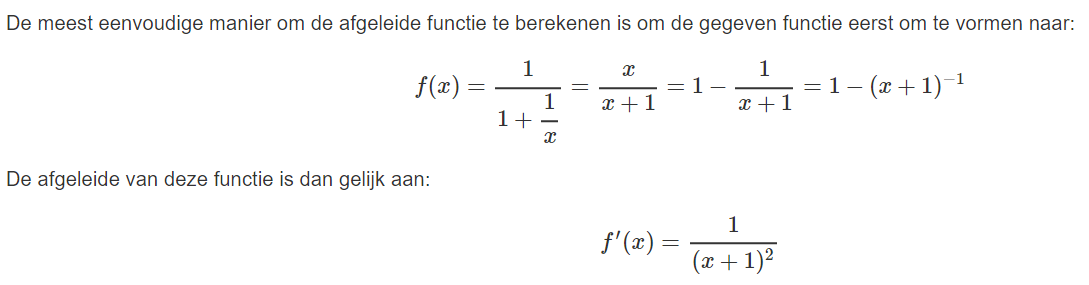 De meest eenvoudige manier om de afgeleide functie te berekenen is om de gegeven functie eerst om te vormen naar:
f(x) = \frac{1}{1 + \dfrac{1}{x}} = \frac{x}{x + 1} = 1 - \frac{1}{x + 1} = 1 - (x + 1)^{-1}
De afgeleide van deze functie is dan gelijk aan:
f'(x) = \frac{1}{(x + 1)^2}